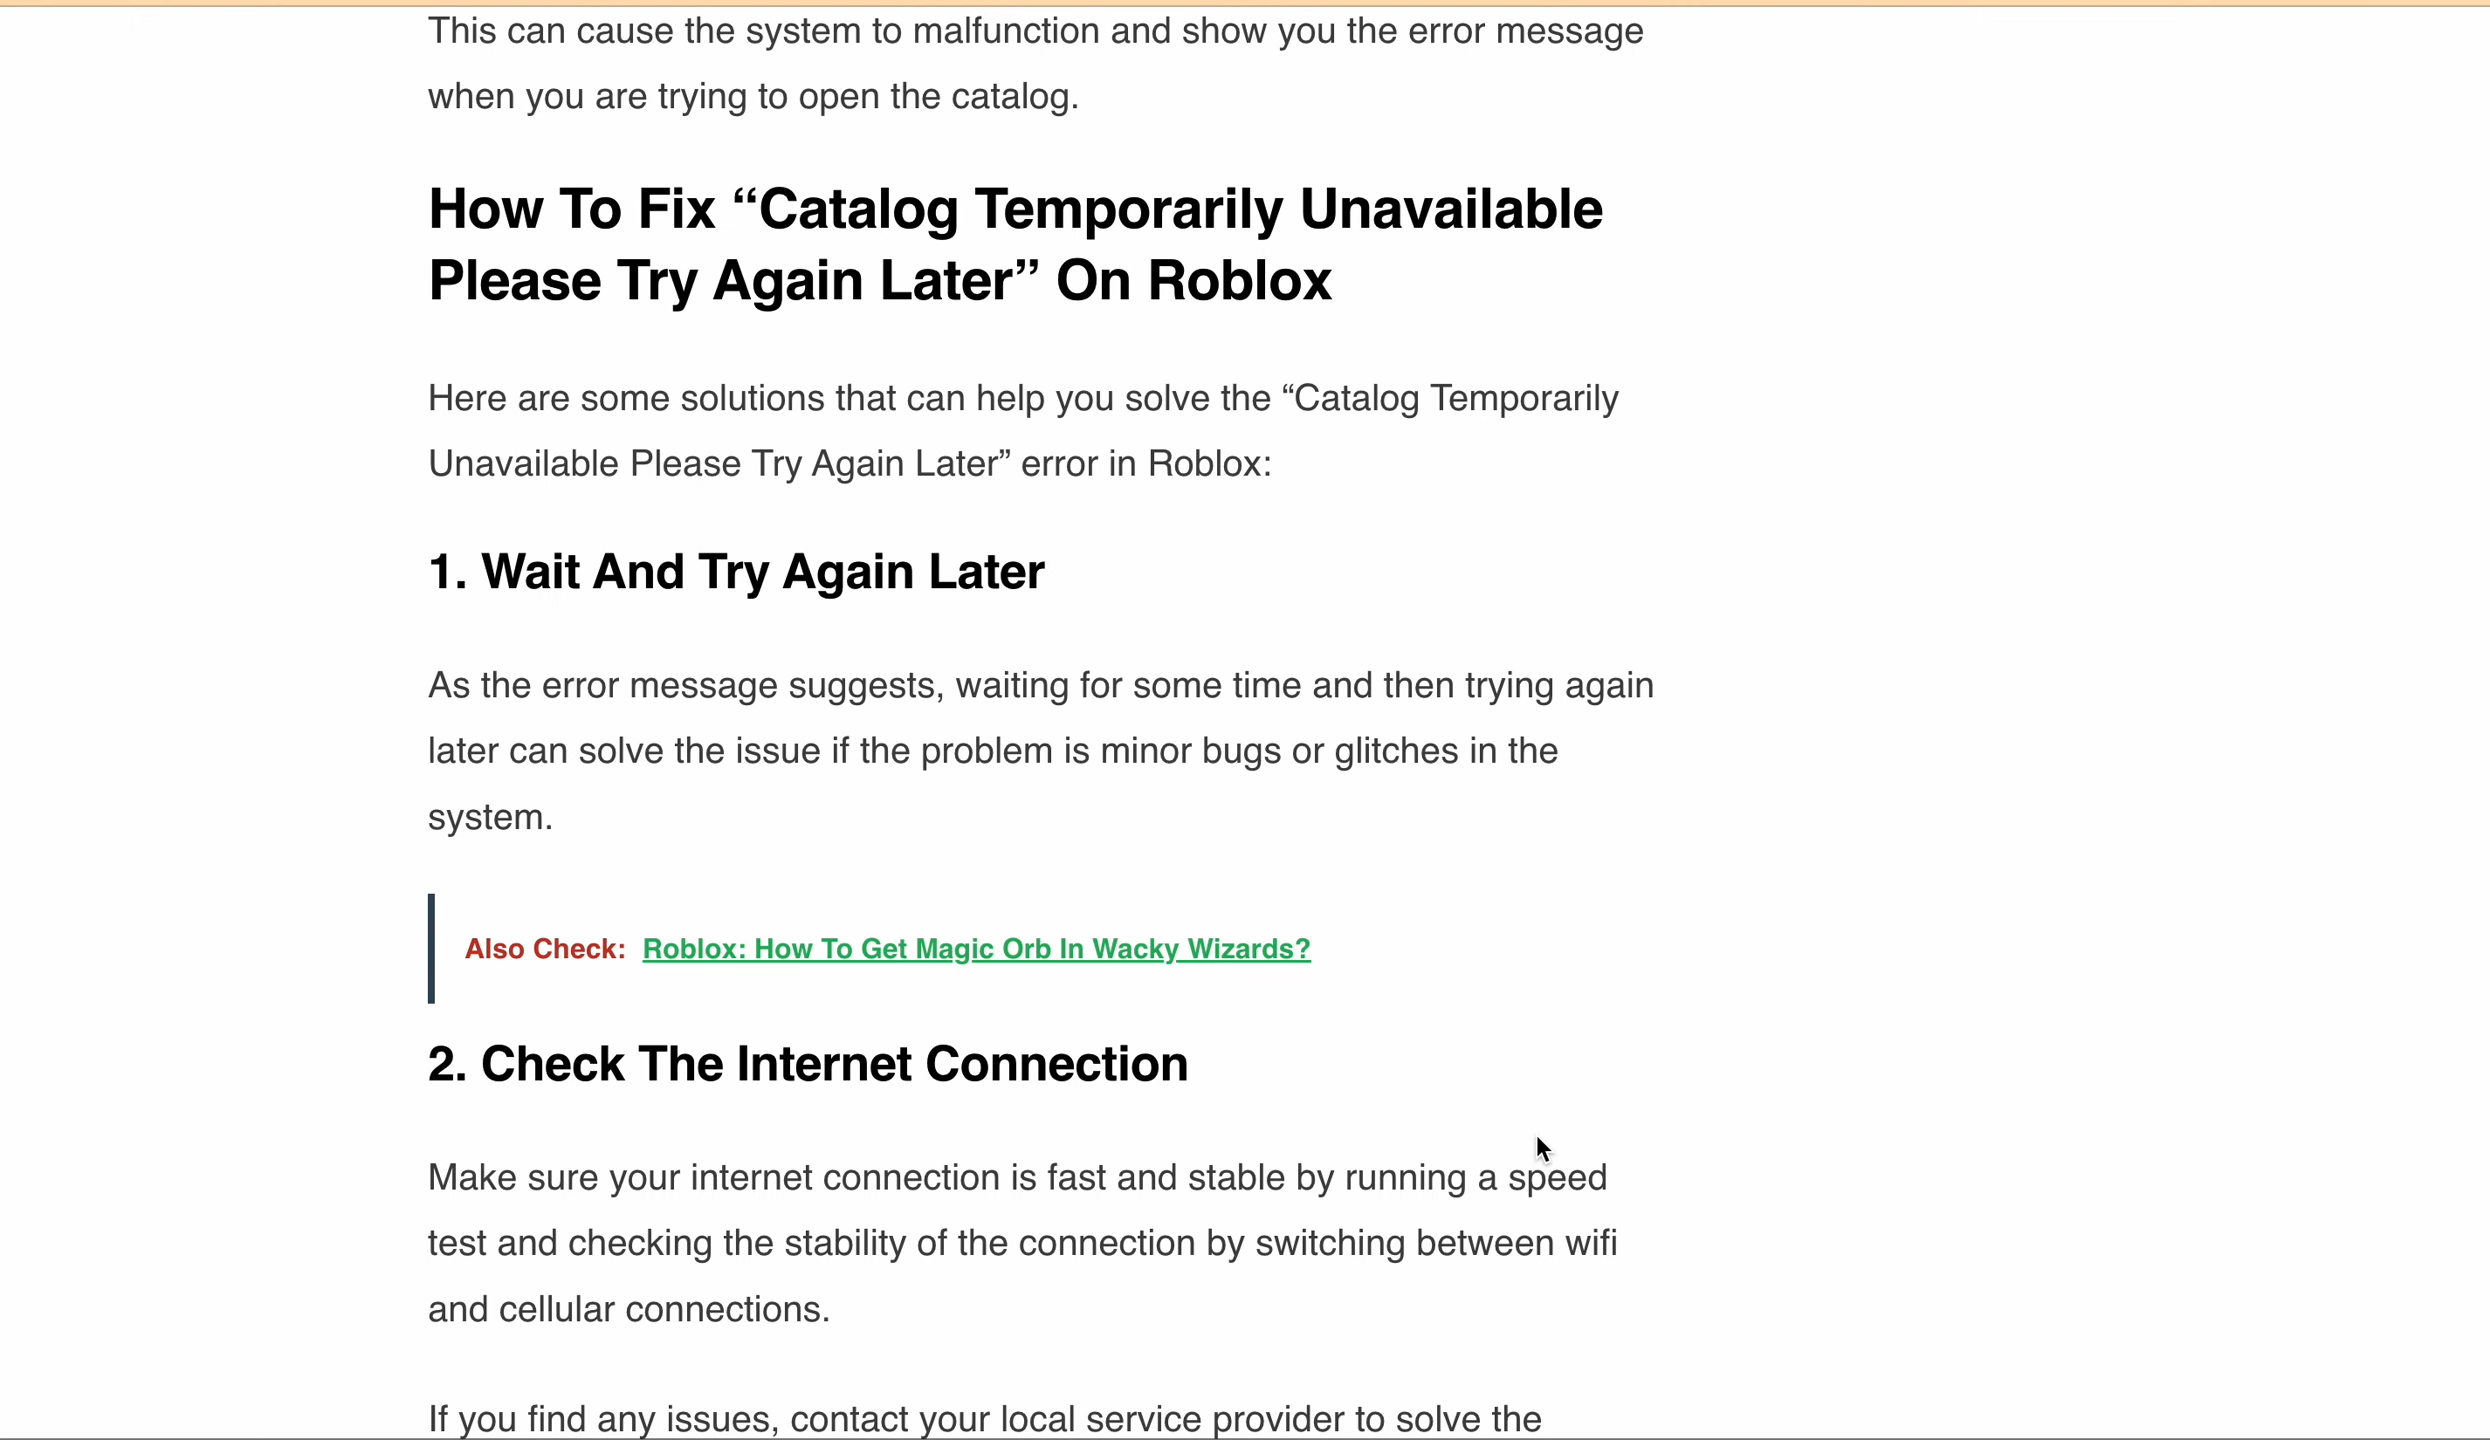 This can cause the system to malfunction and show you the error message
when you are trying to open the catalog.
How To Fix “Catalog Temporarily Unavailable
Please Try Again Later” On Roblox
Here are some solutions that can help you solve the “Catalog Temporarily
Unavailable Please Try Again Later” error in Roblox:
1. Wait And Try Again Later
As the error message suggests, waiting for some time and then trying again
later can solve the issue if the problem is minor bugs or glitches in the
system.
Also Check: Roblox: How To Get Magic Orb In Wacky Wizards?
2. Check The Internet Connection
Make sure your internet connection is fast and stable by running a speed
test and checking the stability of the connection by switching between wifi
and cellular connections.
If you find any issues, contact your local service provider to solve the